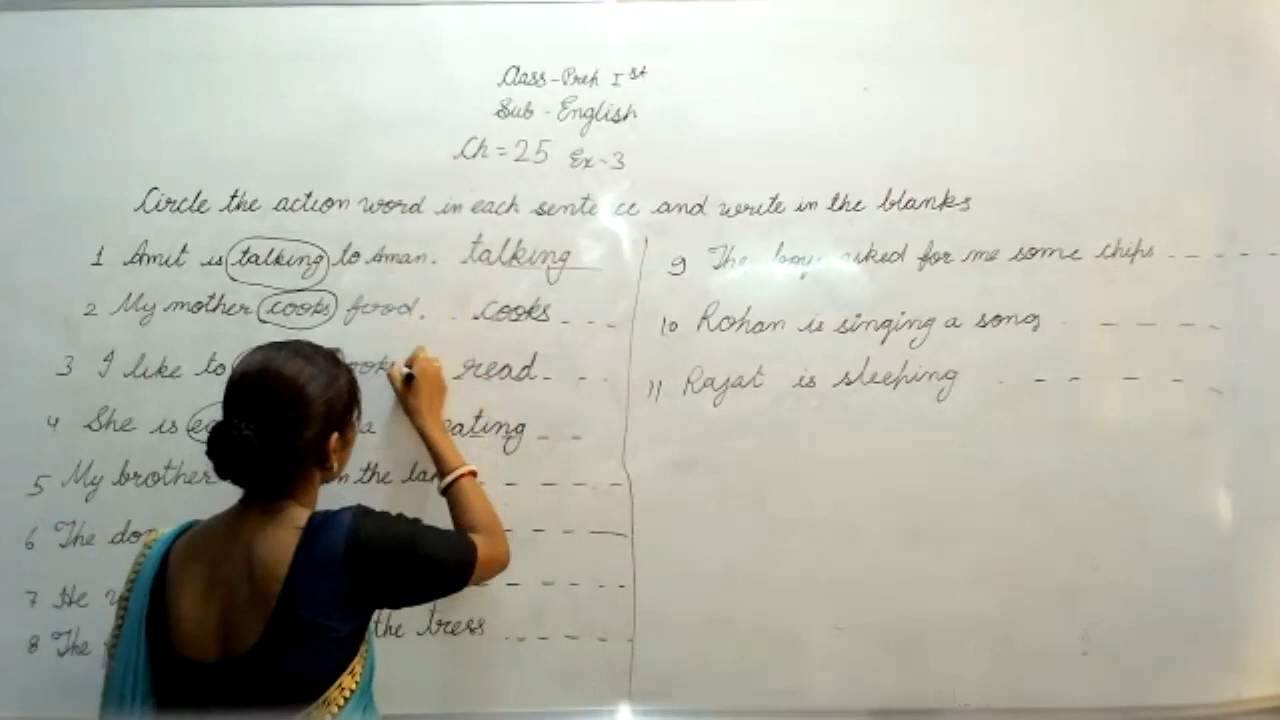 Class-Prep Ist
Sub - English
Ch = 25 Ex-3
Circle the action word in each sente ce and write in the blanks
1 Amit is talking to Aman. talking
2 My mother cooks food. cooks
3 I like to read
4 She is a eating
5 My brother the
6 The
7 He
8 The the tress
9 The asked for me some chips
10 Rohan is singing a song
11 Rajat is sleeping